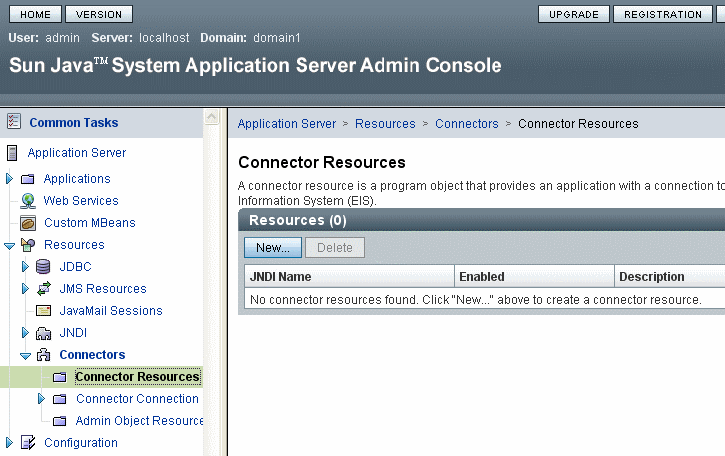 HOME VERSION UPGRADE REGISTRATION
User: admin Server: localhost Domain: domain1
Sun Java™ System Application Server Admin Console
Common Tasks
Application Server
Applications
Web Services
Custom MBeans
Resources
JDBC
JMS Resources
JavaMail Sessions
JNDI
Connectors
Connector Resources
Connector Connection
Admin Object Resource
Configuration
Application Server > Resources > Connectors > Connector Resources
Connector Resources
A connector resource is a program object that provides an application with a connection to
Information System (EIS).
Resources (0)
New... Delete
JNDI Name Enabled Description
No connector resources found. Click "New..." above to create a connector resource.